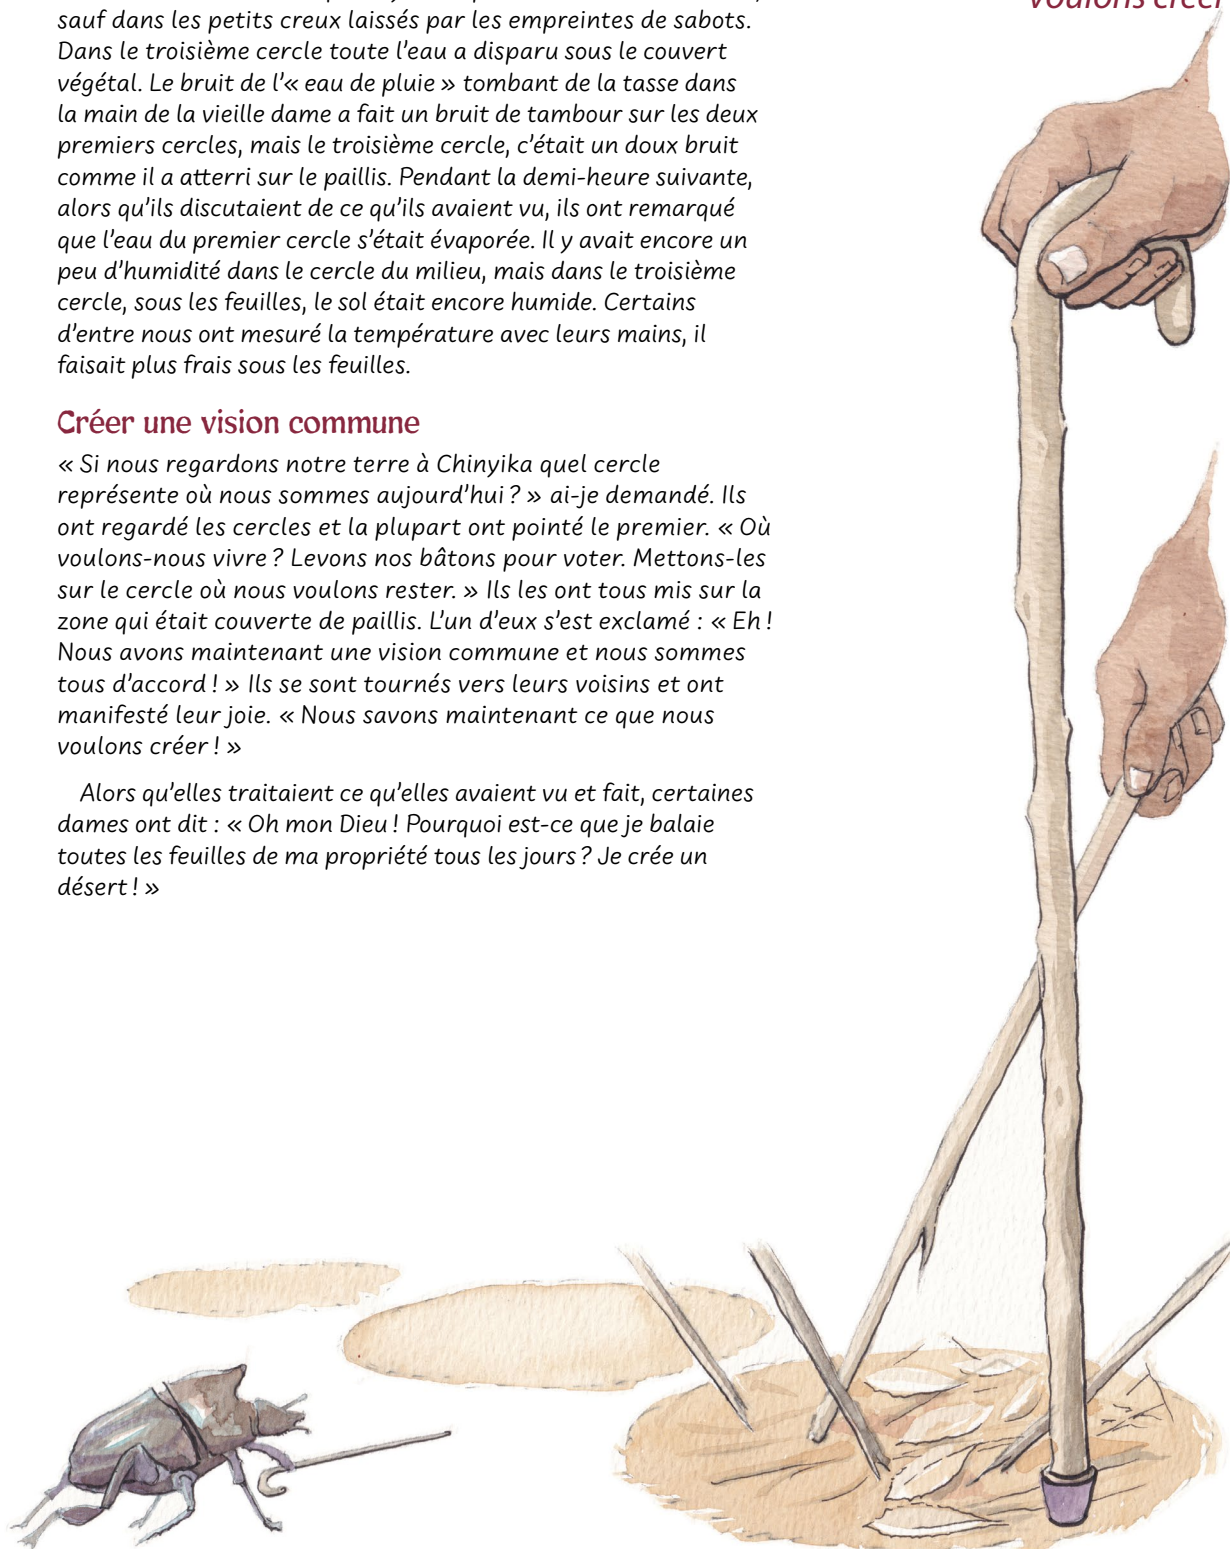 sauf dans les petits creux laissés par les empreintes de sabots.
Dans le troisième cercle toute l’eau a disparu sous le couvert
végétal. Le bruit de l’« eau de pluie » tombant de la tasse dans
la main de la vieille dame a fait un bruit de tambour sur les deux
premiers cercles, mais le troisième cercle, c’était un doux bruit
comme il a atterri sur le paillis. Pendant la demi-heure suivante,
alors qu’ils discutaient de ce qu’ils avaient vu, ils ont remarqué
que l’eau du premier cercle s’était évaporée. Il y avait encore un
peu d’humidité dans le cercle du milieu, mais dans le troisième
cercle, sous les feuilles, le sol était encore humide. Certains
d’entre nous ont mesuré la température avec leurs mains, il
faisait plus frais sous les feuilles.
Créer une vision commune
« Si nous regardons notre terre à Chinyika quel cercle
représente où nous sommes aujourd’hui ? » ai-je demandé. Ils
ont regardé les cercles et la plupart ont pointé le premier. « Où
voulons-nous vivre ? Levons nos bâtons pour voter. Mettons-les
sur le cercle où nous voulons rester. » Ils les ont tous mis sur la
zone qui était couverte de paillis. L’un d’eux s’est exclamé : « Eh !
Nous avons maintenant une vision commune et nous sommes
tous d’accord ! » Ils se sont tournés vers leurs voisins et ont
manifesté leur joie. « Nous savons maintenant ce que nous
voulons créer ! »
Alors qu’elles traitaient ce qu’elles avaient vu et fait, certaines
dames ont dit : « Oh mon Dieu ! Pourquoi est-ce que je balaie
toutes les feuilles de ma propriété tous les jours ? Je crée un
désert ! »
voulons créer